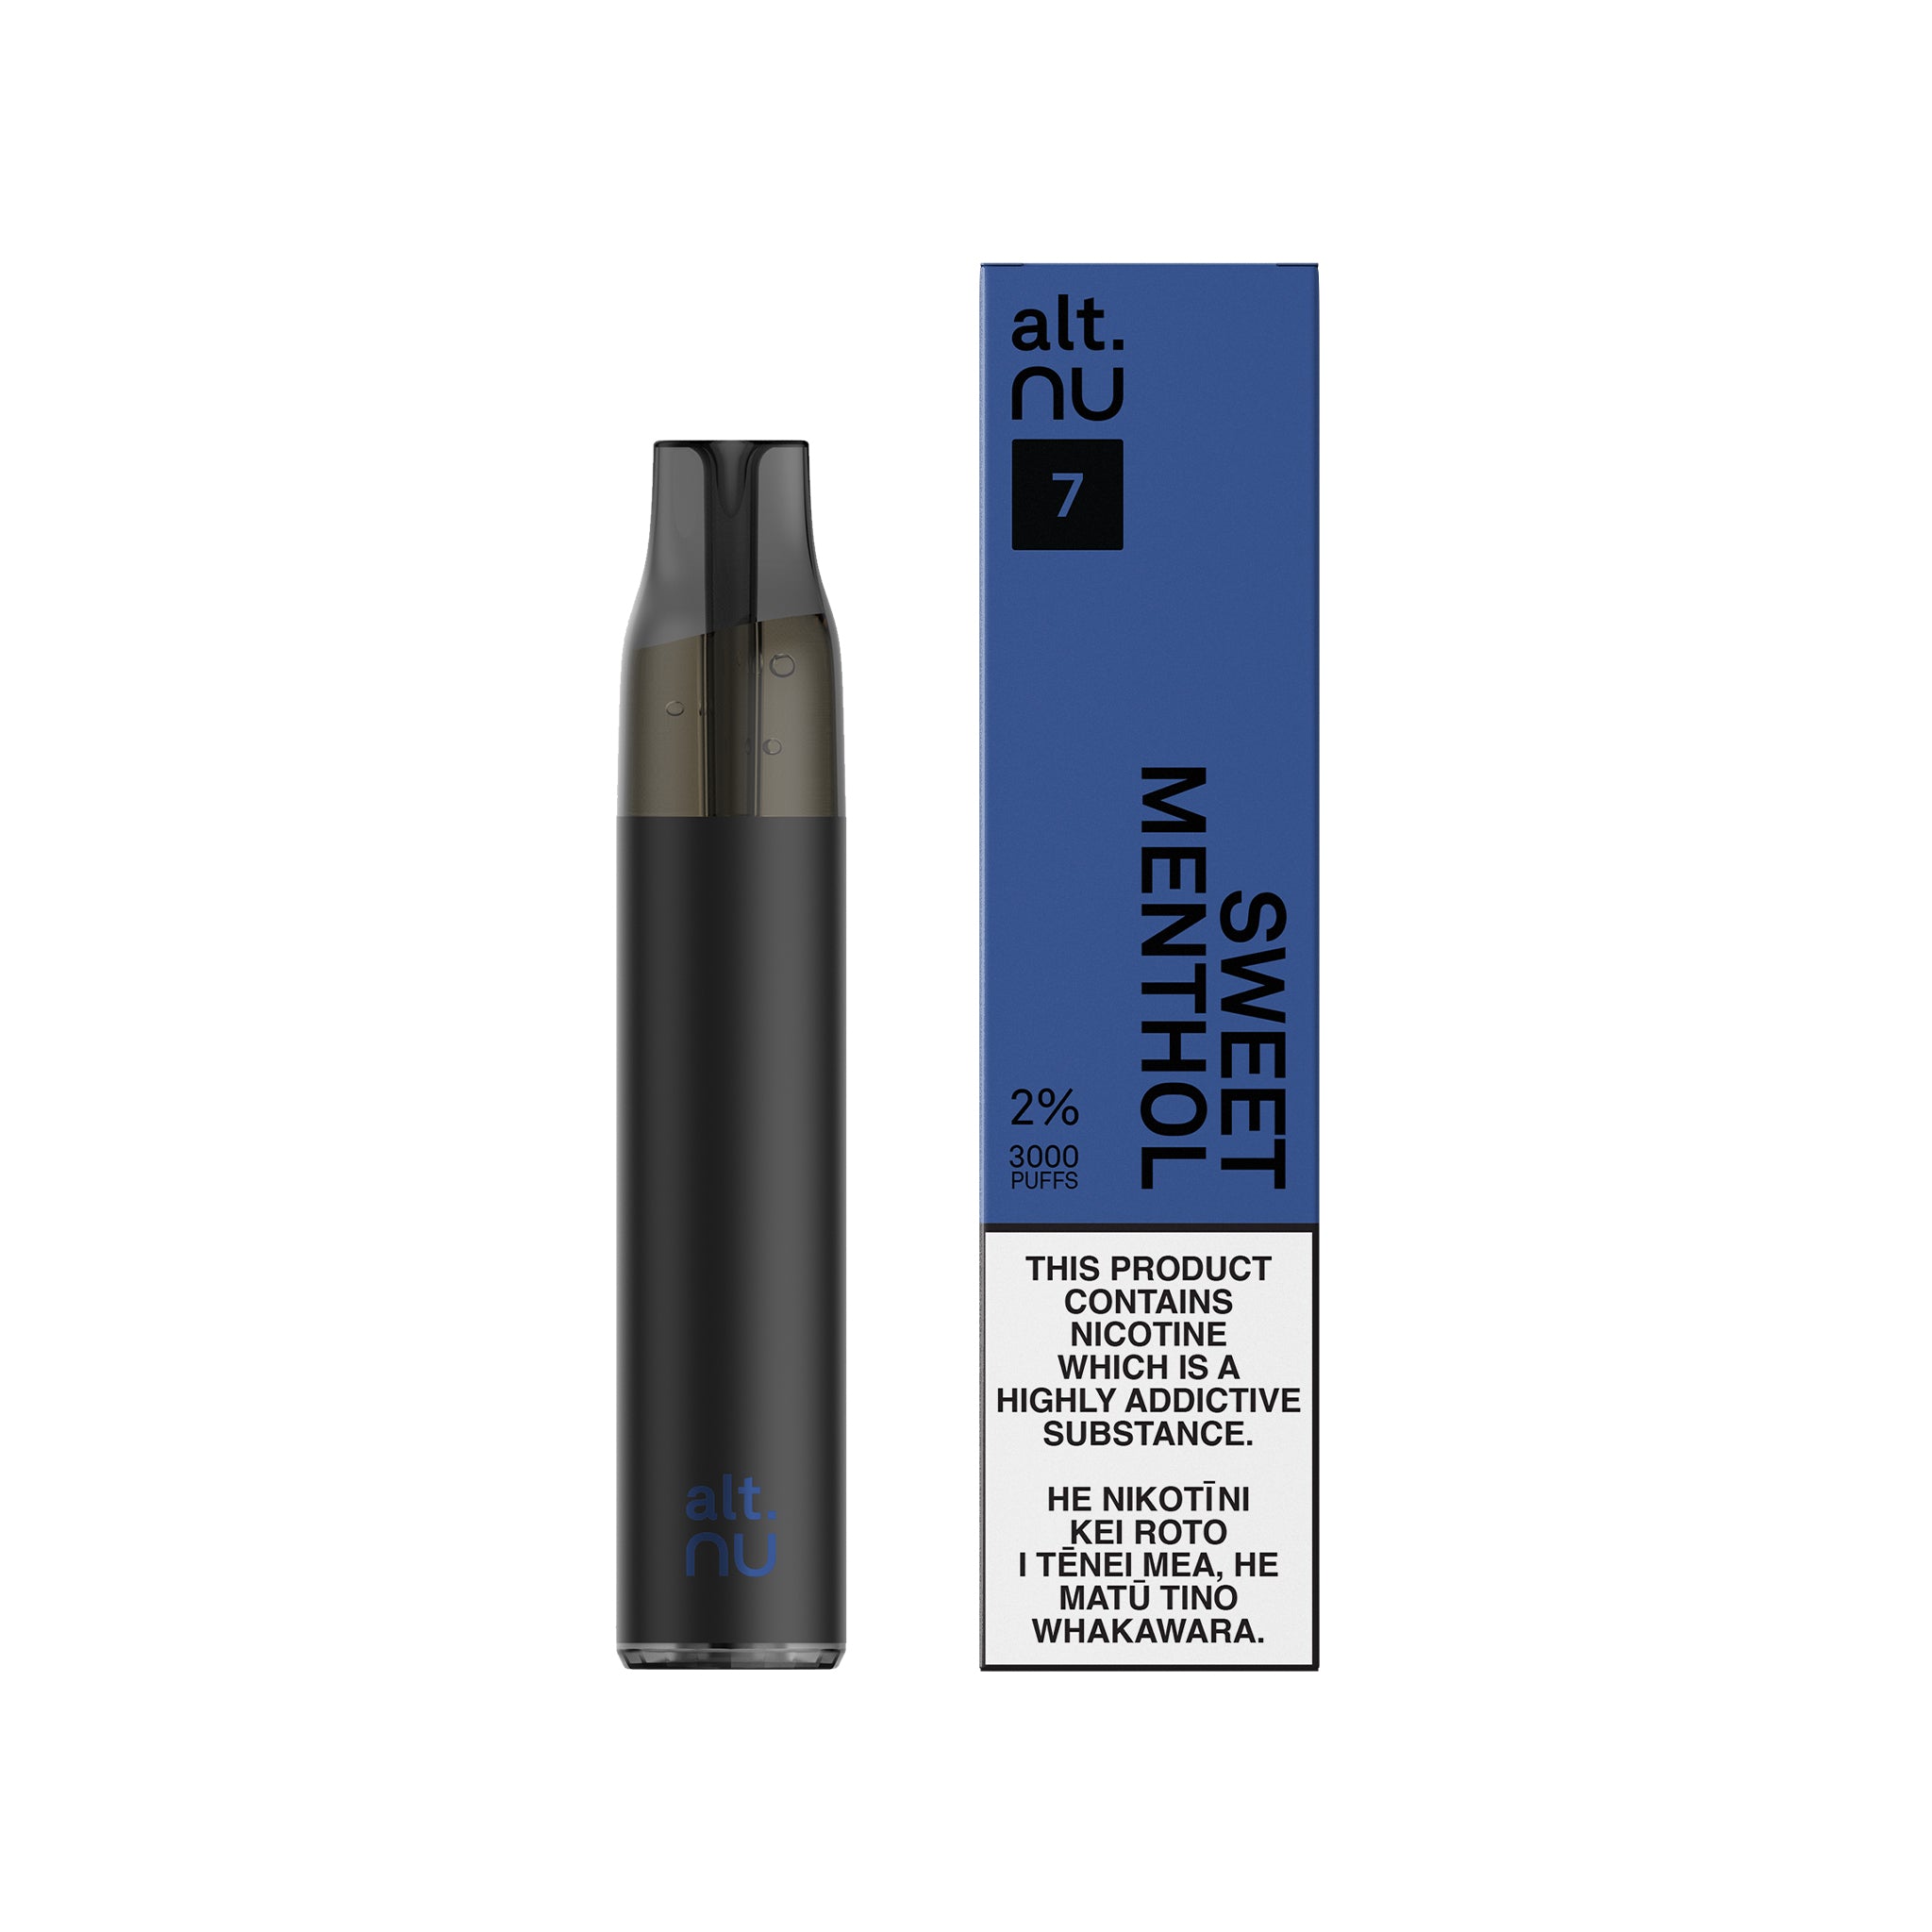 alt.
nu
alt.
nu
7
SWEET
MENTHOL
2%
3000
PUFFS
THIS PRODUCT
CONTAINS
NICOTINE
WHICH IS A
HIGHLY ADDICTIVE
SUBSTANCE.
HE NIKOTĪNI
KEI ROTO
I TĒNEI MEA, HE
MATŪ TINO
WHAKAWARA.